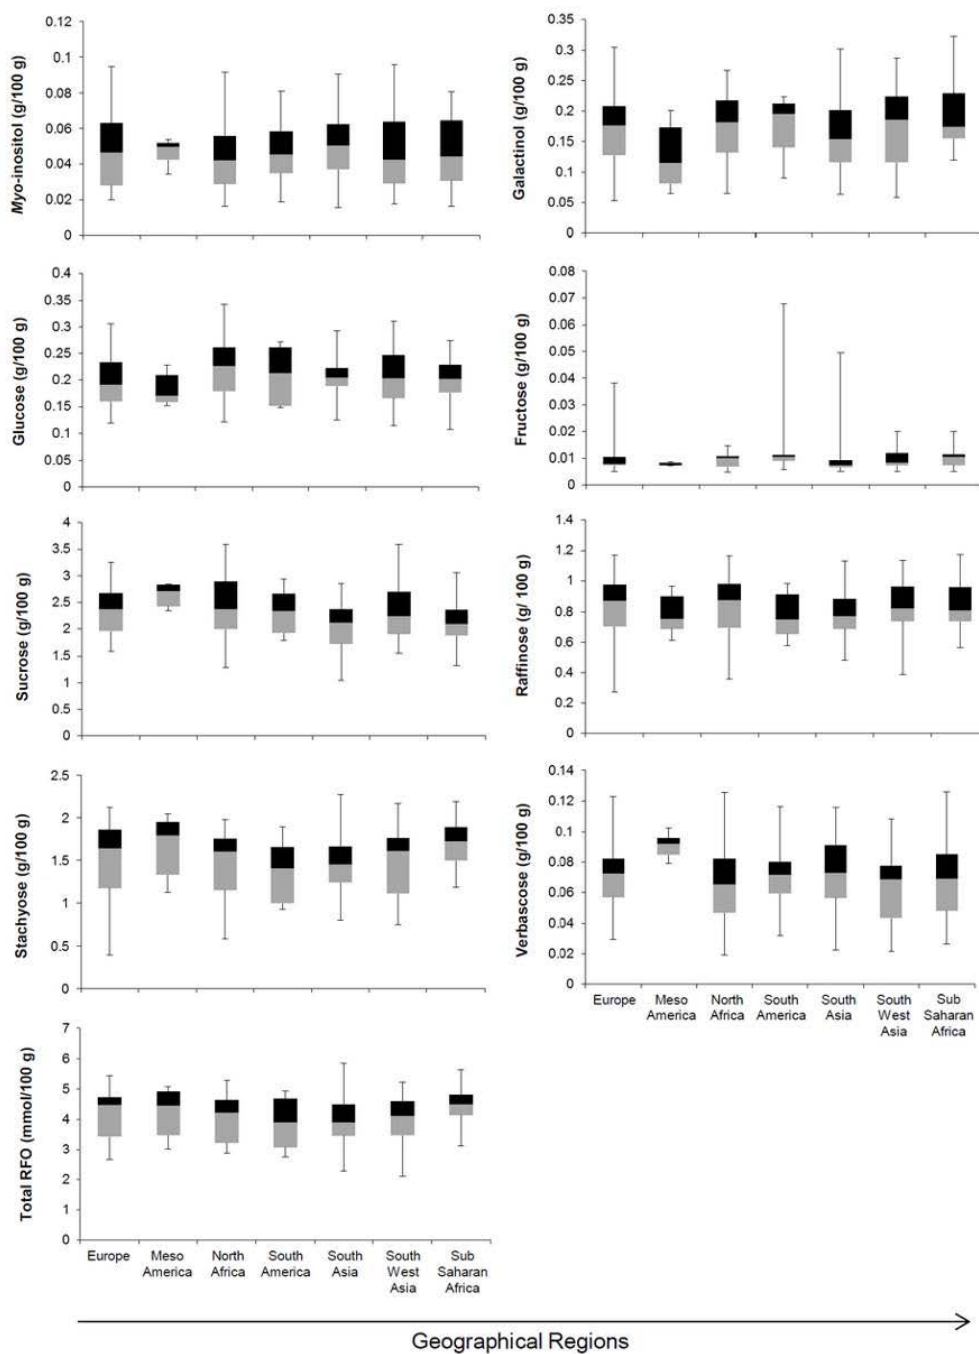 Myo-inositol (g/100 g)
0.12
0.1
0.08
0.06
0.04
0.02
0
Galactinol (g/100 g)
0.35
0.3
0.25
0.2
0.15
0.1
0.05
0
Glucose (g/100 g)
0.4
0.35
0.3
0.25
0.2
0.15
0.1
0.05
0
Fructose (g/100 g)
0.08
0.07
0.06
0.05
0.04
0.03
0.02
0.01
0
Sucrose (g/100 g)
4
3.5
3
2.5
2
1.5
1
0.5
0
Raffinose (g/ 100 g)
1.4
1.2
1
0.8
0.6
0.4
0.2
0
Stachyose (g/100 g)
2.5
2
1.5
1
0.5
0
Verbascose (g/100 g)
0.14
0.12
0.1
0.08
0.06
0.04
0.02
0
Europe
Meso
America
North
Africa
South
America
South
Asia
South
West
Asia
Sub
Saharan
Africa
Total RFO (mmol/100 g)
7
6
5
4
3
2
1
0
Europe
Meso
America
North
Africa
South
America
South
Asia
South
West
Asia
Sub
Saharan
Africa
Geographical Regions